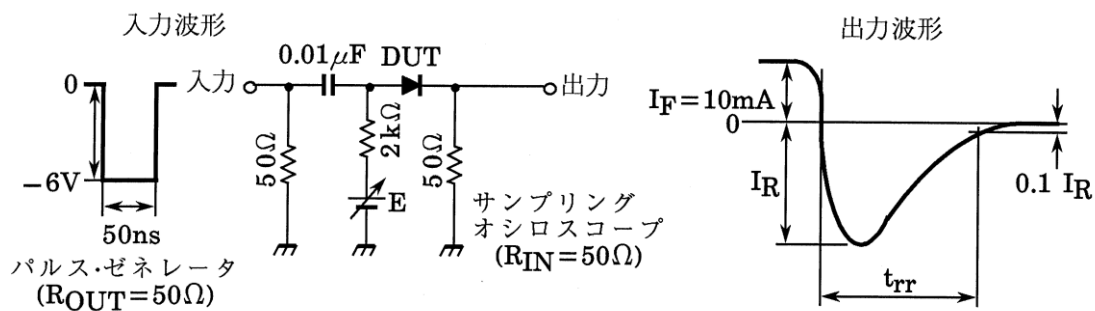 入力波形
0
−6V
50ns
パルス・ゼネレータ
(ROUT=50Ω)
入力
0.01μF
DUT
出力
50Ω
2kΩ
E
50Ω
サンプリング
オシロスコープ
(RIN=50Ω)
出力波形
IF=10mA
0
IR
0.1 IR
trr